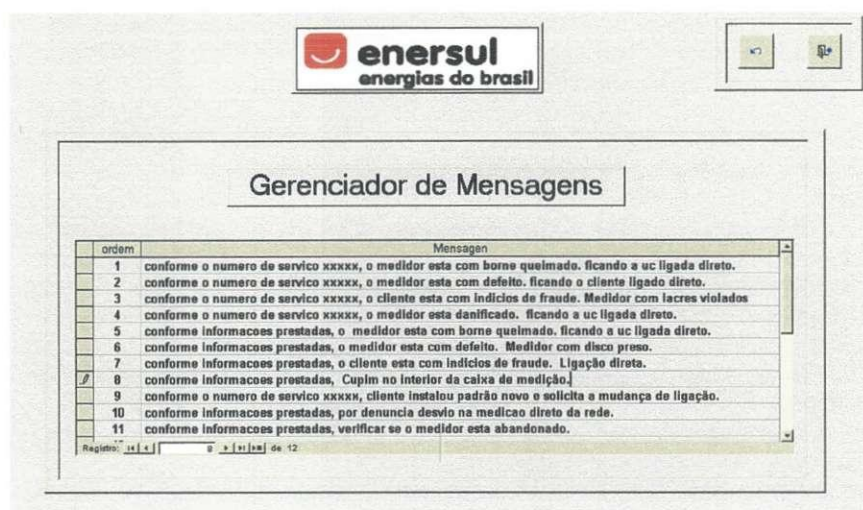 enersul
energias do brasil
Gerenciador de Mensagens
ordem Mensagen
1 conforme o numero de servico xxxxx, o medidor esta com borne queimado. ficando a uc ligada direto.
2 conforme o numero de servico xxxxx, o medidor esta com defeito. ficando o cliente ligado direto.
3 conforme o numero de servico xxxxx, o cliente esta com indicios de fraude. Medidor com lacres violados
4 conforme o numero de servico xxxxx, o medidor esta danificado. ficando a uc ligada direto.
5 conforme informacoes prestadas, o medidor esta com borne queimado. ficando a uc ligada direto.
6 conforme informacoes prestadas, o medidor esta com defeito. Medidor com disco preso.
7 conforme informacoes prestadas, o cliente esta com indicios de fraude. Ligação direta.
8 conforme informacoes prestadas, Cupim no interior da caixa de medição.
9 conforme o numero de servico xxxxx, cliente instalou padrão novo e solicita a mudança de ligação.
10 conforme informacoes prestadas, por denuncia desvio na medicao direto da rede.
11 conforme informacoes prestadas, verificar se o medidor esta abandonado.
Registro: 8 de 12